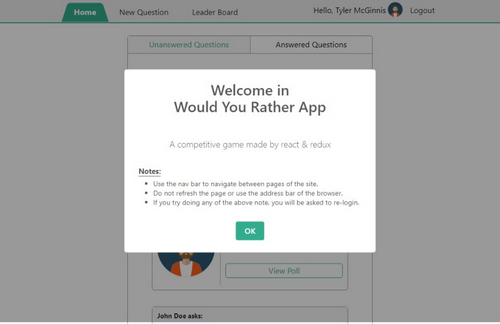 Home
New Question
Leader Board
Hello, Tyler McGinnis
Logout
Unanswered Questions
Answered Questions
Welcome in
Would You Rather App
A competitive game made by react & redux
Notes:
Use the nav bar to navigate between pages of the site.
Do not refresh the page or use the address bar of the browser.
If you try doing any of the above note, you will be asked to re-login.
OK
View Poll
John Doe asks: